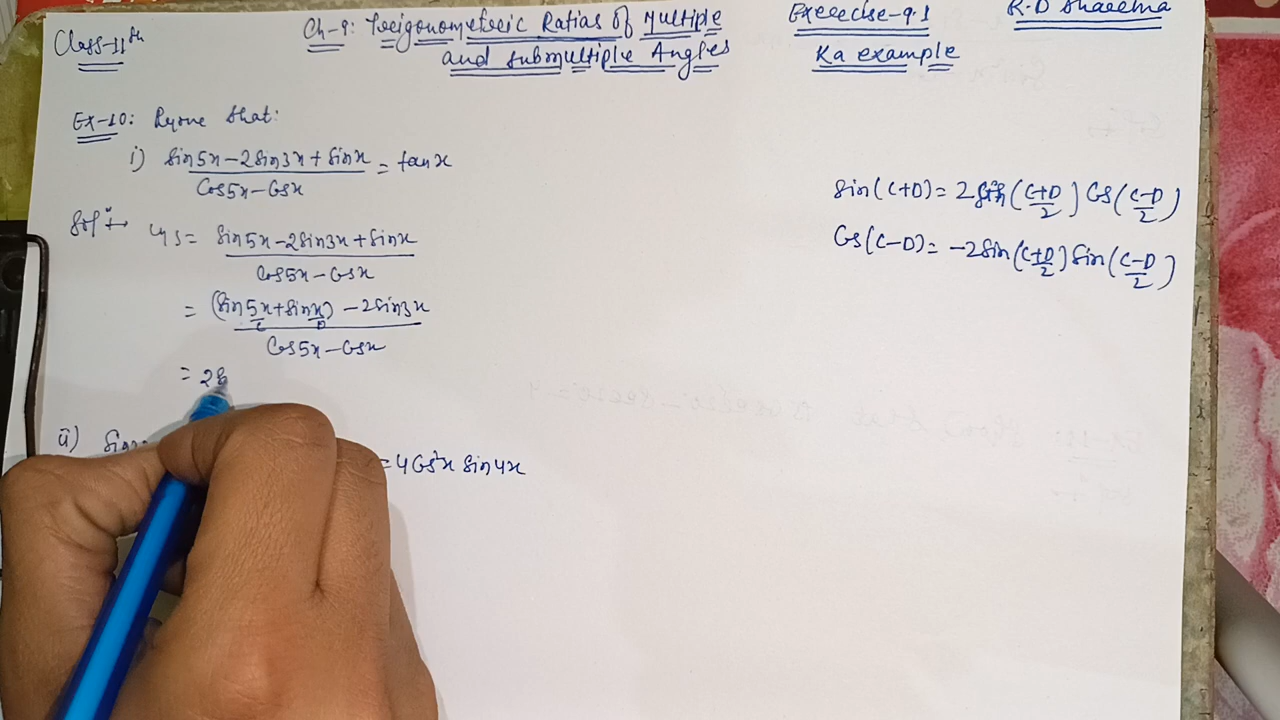 Class-11th
Ch-9: Trigonometric Ratios of Multiple
and submultiple Angles
Exercise-9.1
Ka example
R.D Sharma
Ex-10: Prove that:
i) sin5x-2sin3x+sinx / cos5x-cosx = tanx
Solⁿ LHS = sin5x-2sin3x+sinx / cos5x-cosx
= (sin5x+sinx)-2sin3x / cos5x-cosx
C D
= 2s
ii)
=4cos²x sin4x
sin(C+D)= 2sin(C+D/2)cos(C-D/2)
cos(C-D)= -2sin(C+D/2)sin(C-D/2)